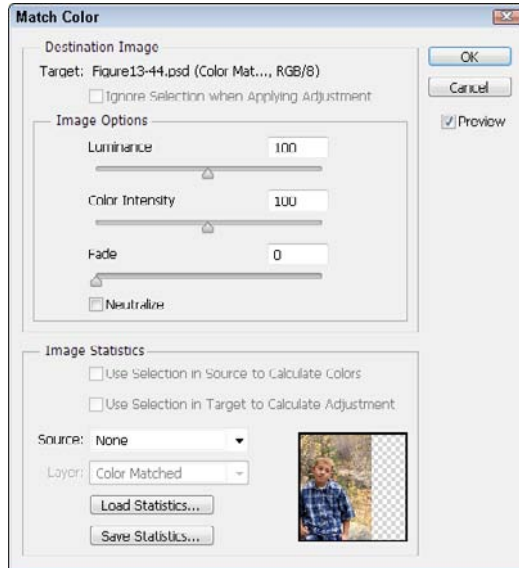 Match Color
Destination Image
Target: Figure13-44.psd (Color Mat..., RGB/8)
Ignore Selection when Applying Adjustment
Image Options
Luminance 100
Color Intensity 100
Fade 0
Neutralize
OK
Cancel
Preview
Image Statistics
Use Selection in Source to Calculate Colors
Use Selection in Target to Calculate Adjustment
Source: None
Layer: Color Matched
Load Statistics...
Save Statistics...